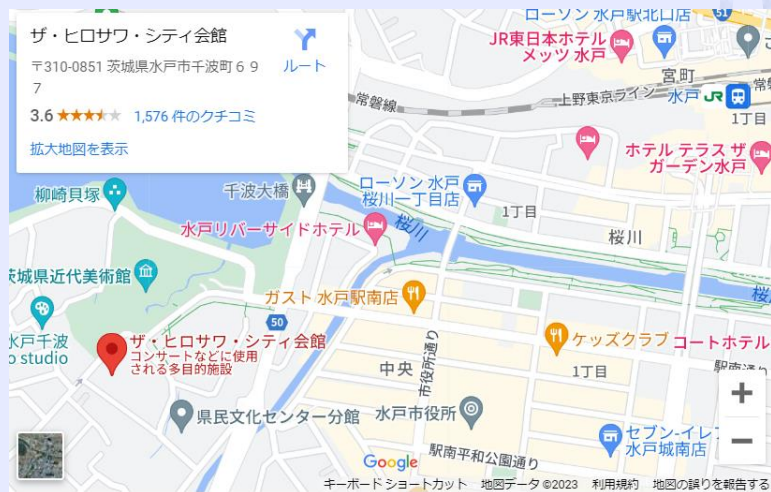 ザ・ヒロサワ・シティ会館
〒310-0851 茨城県水戸市千波町６９
７
ルート
3.6
1,576 件のクチコミ
拡大地図を表示
ローソン 水戸駅北口店
51
JR東日本ホテル
メッツ 水戸
宮町
常磐線
上野東京ライン
水戸 JR
1丁目
ホテル テラス ザ
ガーデン水戸
柳崎貝塚
千波大橋
ローソン 水戸
桜川一丁目店
1丁目
水戸リバーサイドホテル
桜川
桜川
茨城県近代美術館
ガスト 水戸駅南店
50
水戸千波
o studio
ザ・ヒロサワ・シティ会館
コンサートなどに使用
される多目的施設
ケッズクラブ
コートホテル
中央
市役所通り
1丁目
駅南通り
県民文化センター分館
水戸市役所
セブン-イレブ
水戸城南店
駅南平和公園通り
Google
キーボード ショートカット
地図データ ©2023
利用規約
地図の誤りを報告する